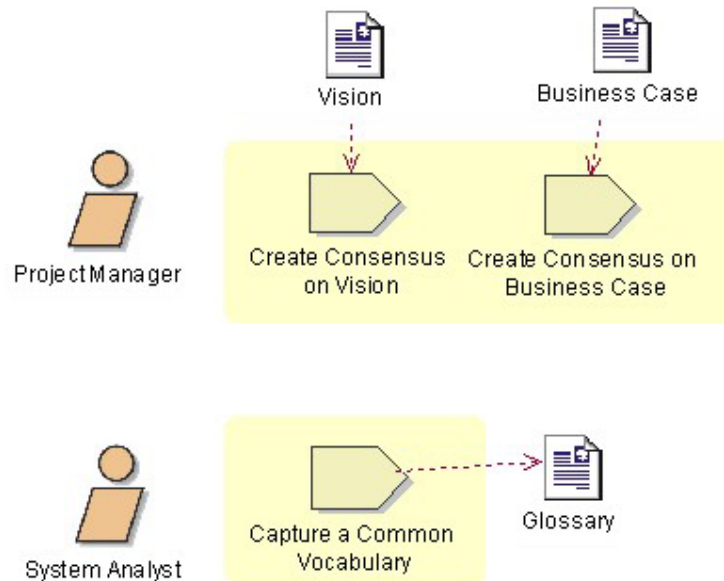 Vision
Business Case
Project Manager
Create Consensus
on Vision
Create Consensus on
Business Case
System Analyst
Capture a Common
Vocabulary
Glossary